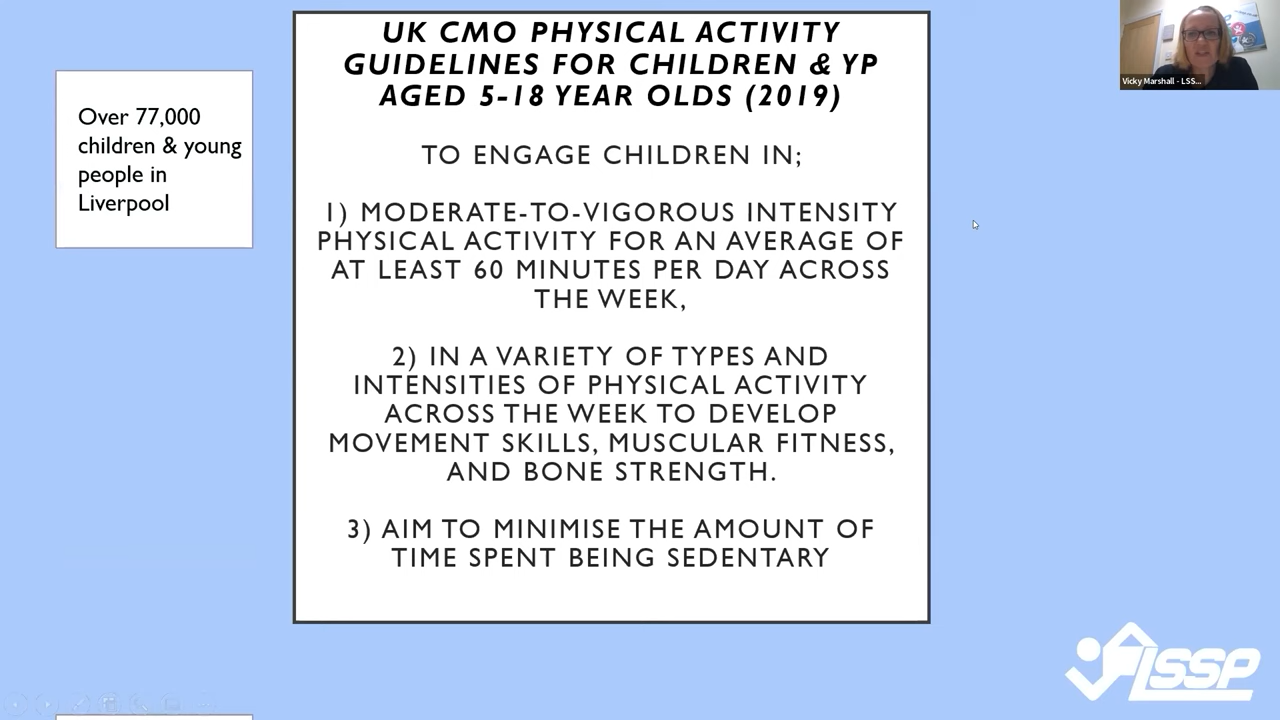 UK CMO PHYSICAL ACTIVITY
GUIDELINES FOR CHILDREN & YP
AGED 5-18 YEAR OLDS (2019)
TO ENGAGE CHILDREN IN;
1) MODERATE-TO-VIGOROUS INTENSITY
PHYSICAL ACTIVITY FOR AN AVERAGE OF
AT LEAST 60 MINUTES PER DAY ACROSS
THE WEEK,
2) IN A VARIETY OF TYPES AND
INTENSITIES OF PHYSICAL ACTIVITY
ACROSS THE WEEK TO DEVELOP
MOVEMENT SKILLS, MUSCULAR FITNESS,
AND BONE STRENGTH.
3) AIM TO MINIMISE THE AMOUNT OF
TIME SPENT BEING SEDENTARY
Over 77,000
children & young
people in
Liverpool
Vicky Marshall - LSS...
LSSP